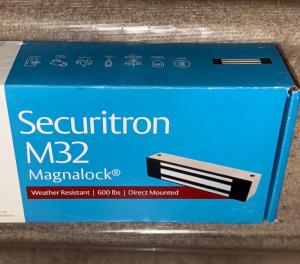 Securitron
M32
Magnalock®
Weather Resistant | 600 lbs | Direct Mounted